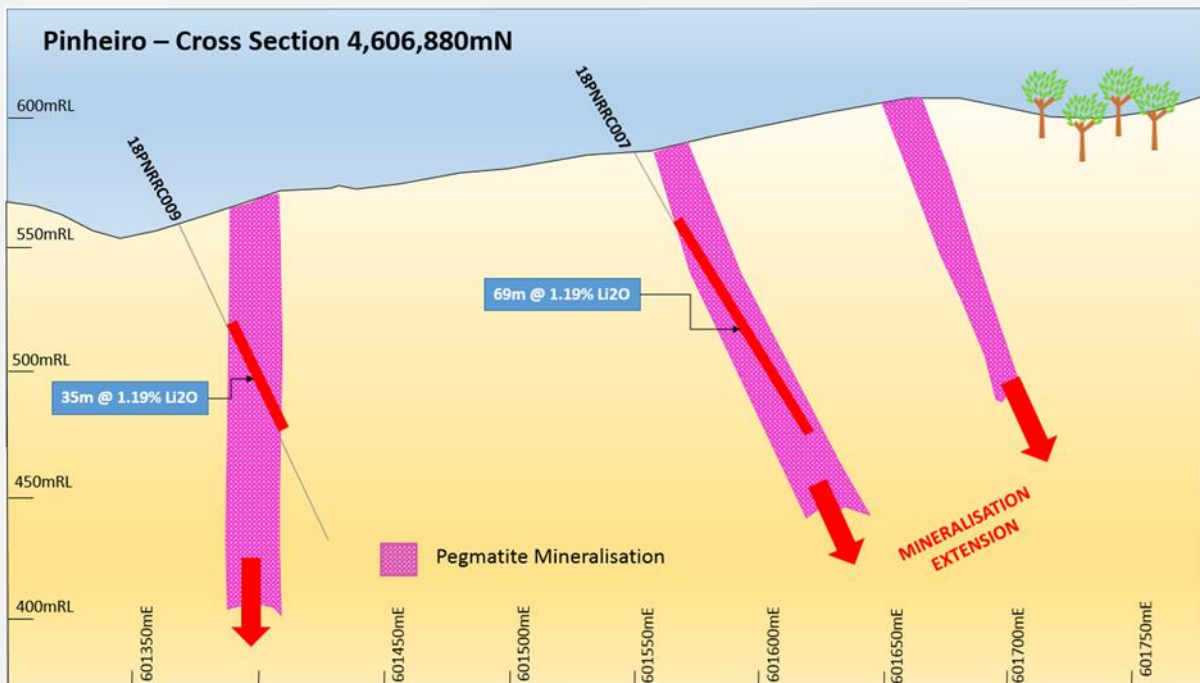 Pinheiro – Cross Section 4,606,880mN
600mRL
18PNRRC009
18PNRRC007
550mRL
69m @ 1.19% Li2O
500mRL
35m @ 1.19% Li2O
450mRL
MINERALISATION
EXTENSION
Pegmatite Mineralisation
400mRL
601350mE
601450mE
601500mE
601550mE
601600mE
601650mE
601700mE
601750mE